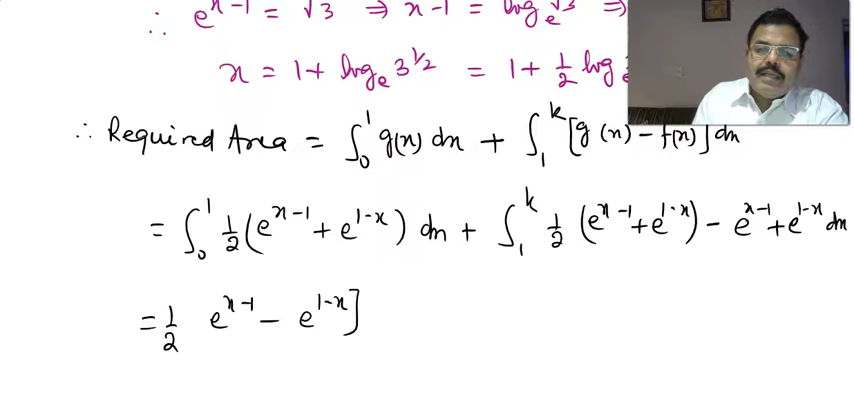 ∴ e^{x-1} = √3 ⇒ x-1 = log_e √3 ⇒
x = 1 + log_e 3^{1/2} = 1 + 1/2 log
∴ Required Area = ∫_0^1 g(x) dx + ∫_1^k [g(x) - f(x)] dx
= ∫_0^1 1/2 (e^{x-1} + e^{1-x}) dx + ∫_1^k 1/2 (e^{x-1} + e^{1-x}) - e^{x-1} + e^{1-x} dx
= 1/2 e^{x-1} - e^{1-x}]